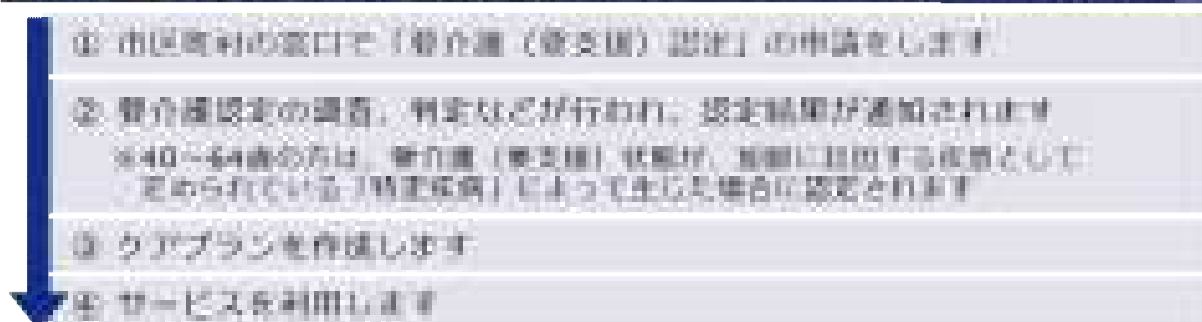 ① 市区町村の窓口で「要介護（要支援）認定」の申請をします
② 要介護認定の調査、判定などが行われ、認定結果が通知されます
※40～64歳の方は、要介護（要支援）状態が、加齢に起因する疾患として
定められている「特定疾病」によって生じた場合に認定されます
③ ケアプランを作成します
④ サービスを利用します